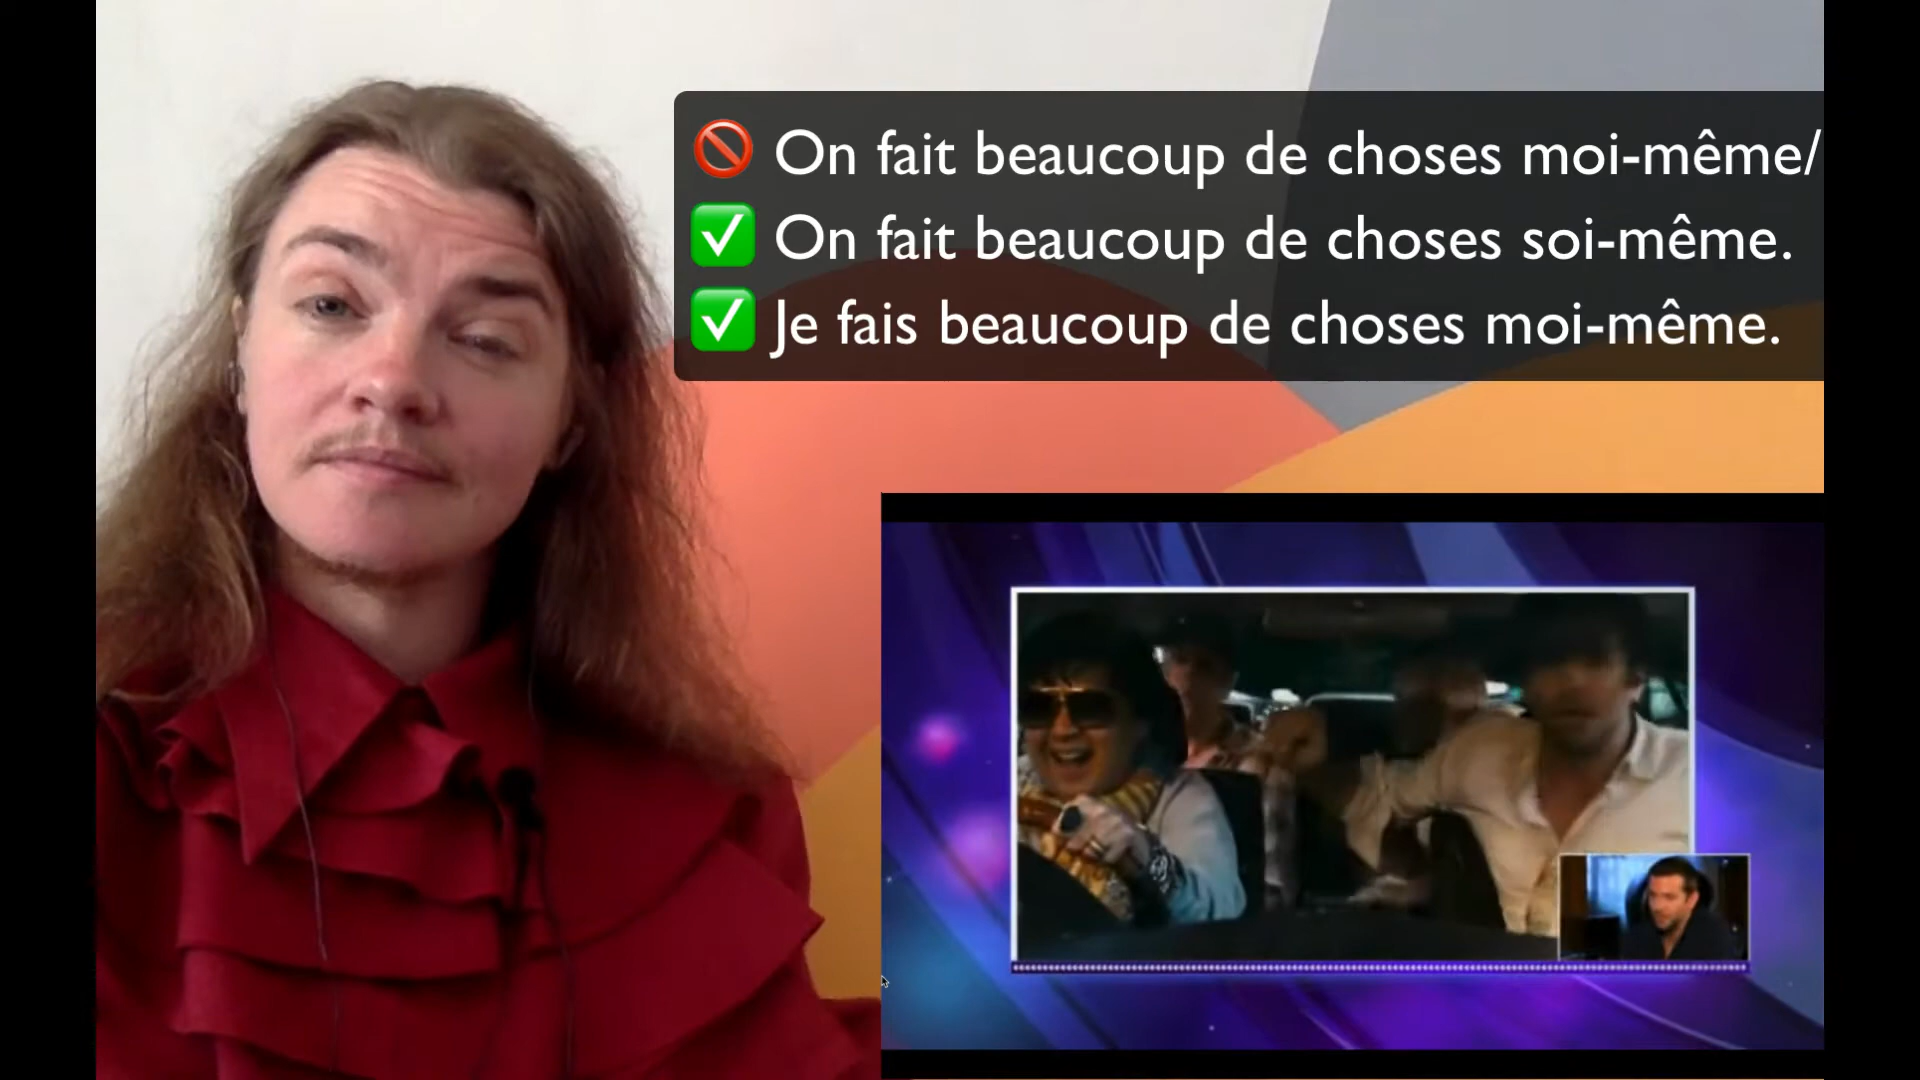 🚫 On fait beaucoup de choses moi-même/
✅ On fait beaucoup de choses soi-même.
✅ Je fais beaucoup de choses moi-même.